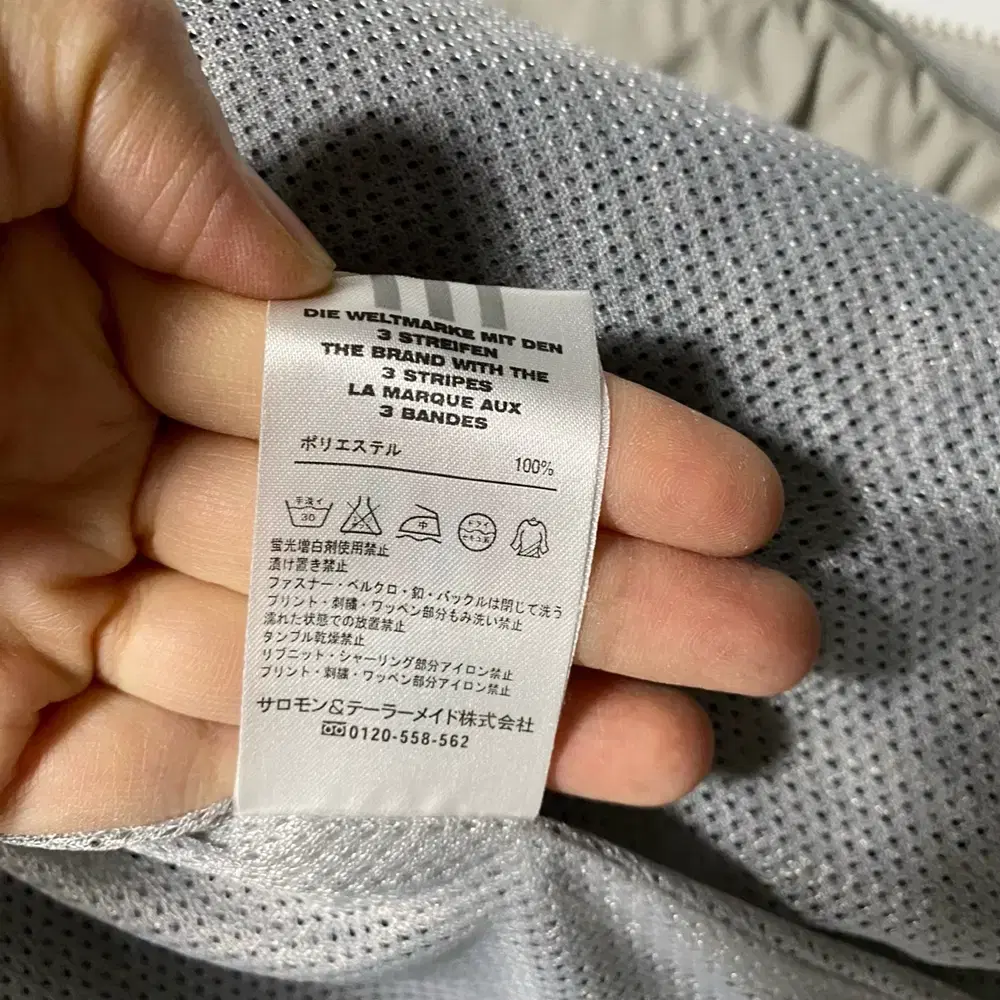 DIE WELTMARKE MIT DEN
3 STREIFEN
THE BRAND WITH THE
3 STRIPES
LA MARQUE AUX
3 BANDES
ポリエステル 100%
手洗イ
30
中
ドライ
蛍光増白剤使用禁止
漬け置き禁止
ファスナー・ベルクロ・釦・バックルは閉じて洗う
プリント・刺繍・ワッペン部分もみ洗い禁止
濡れた状態での放置禁止
タンブル乾燥禁止
リブニット・シャーリング部分アイロン禁止
プリント・刺繍・ワッペン部分アイロン禁止
サロモン&テーラーメイド株式会社
0120-558-562